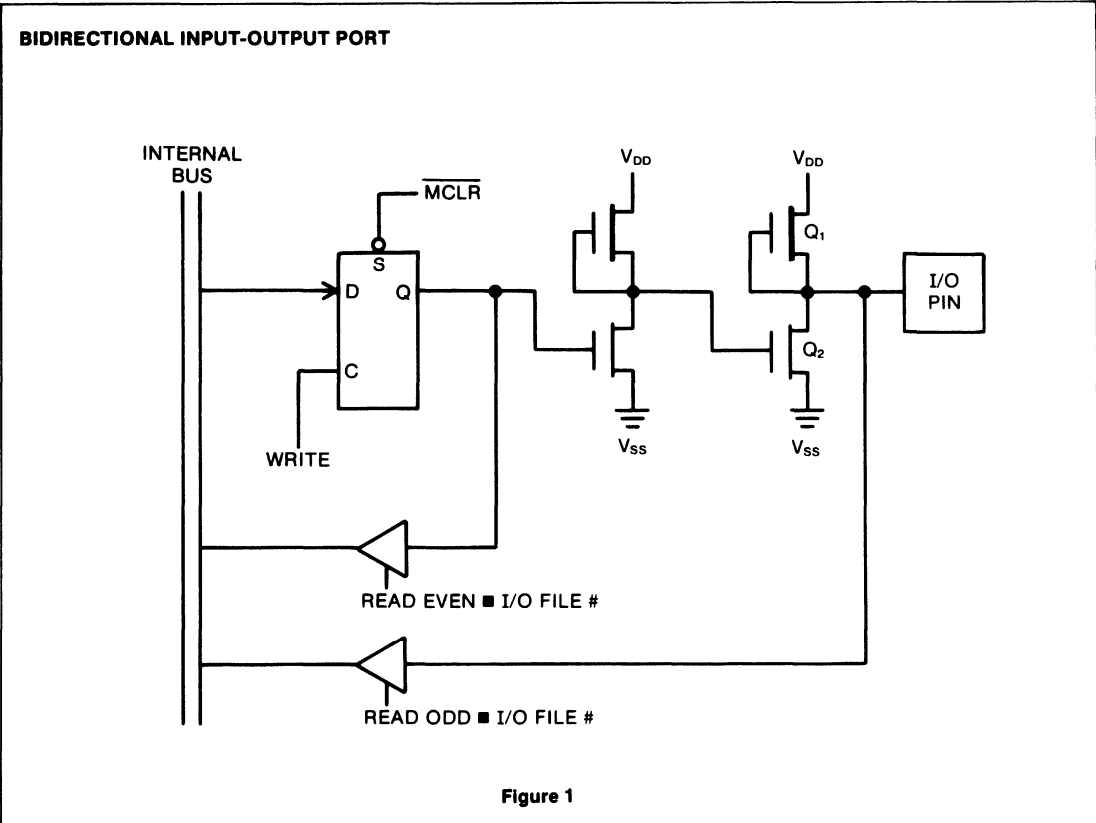 BIDIRECTIONAL INPUT-OUTPUT PORT
INTERNAL
BUS
MCLR
S
D
Q
C
WRITE
VDD
VDD
Q1
Q2
I/O
PIN
VSS
VSS
READ EVEN ■ I/O FILE #
READ ODD ■ I/O FILE #
Figure 1